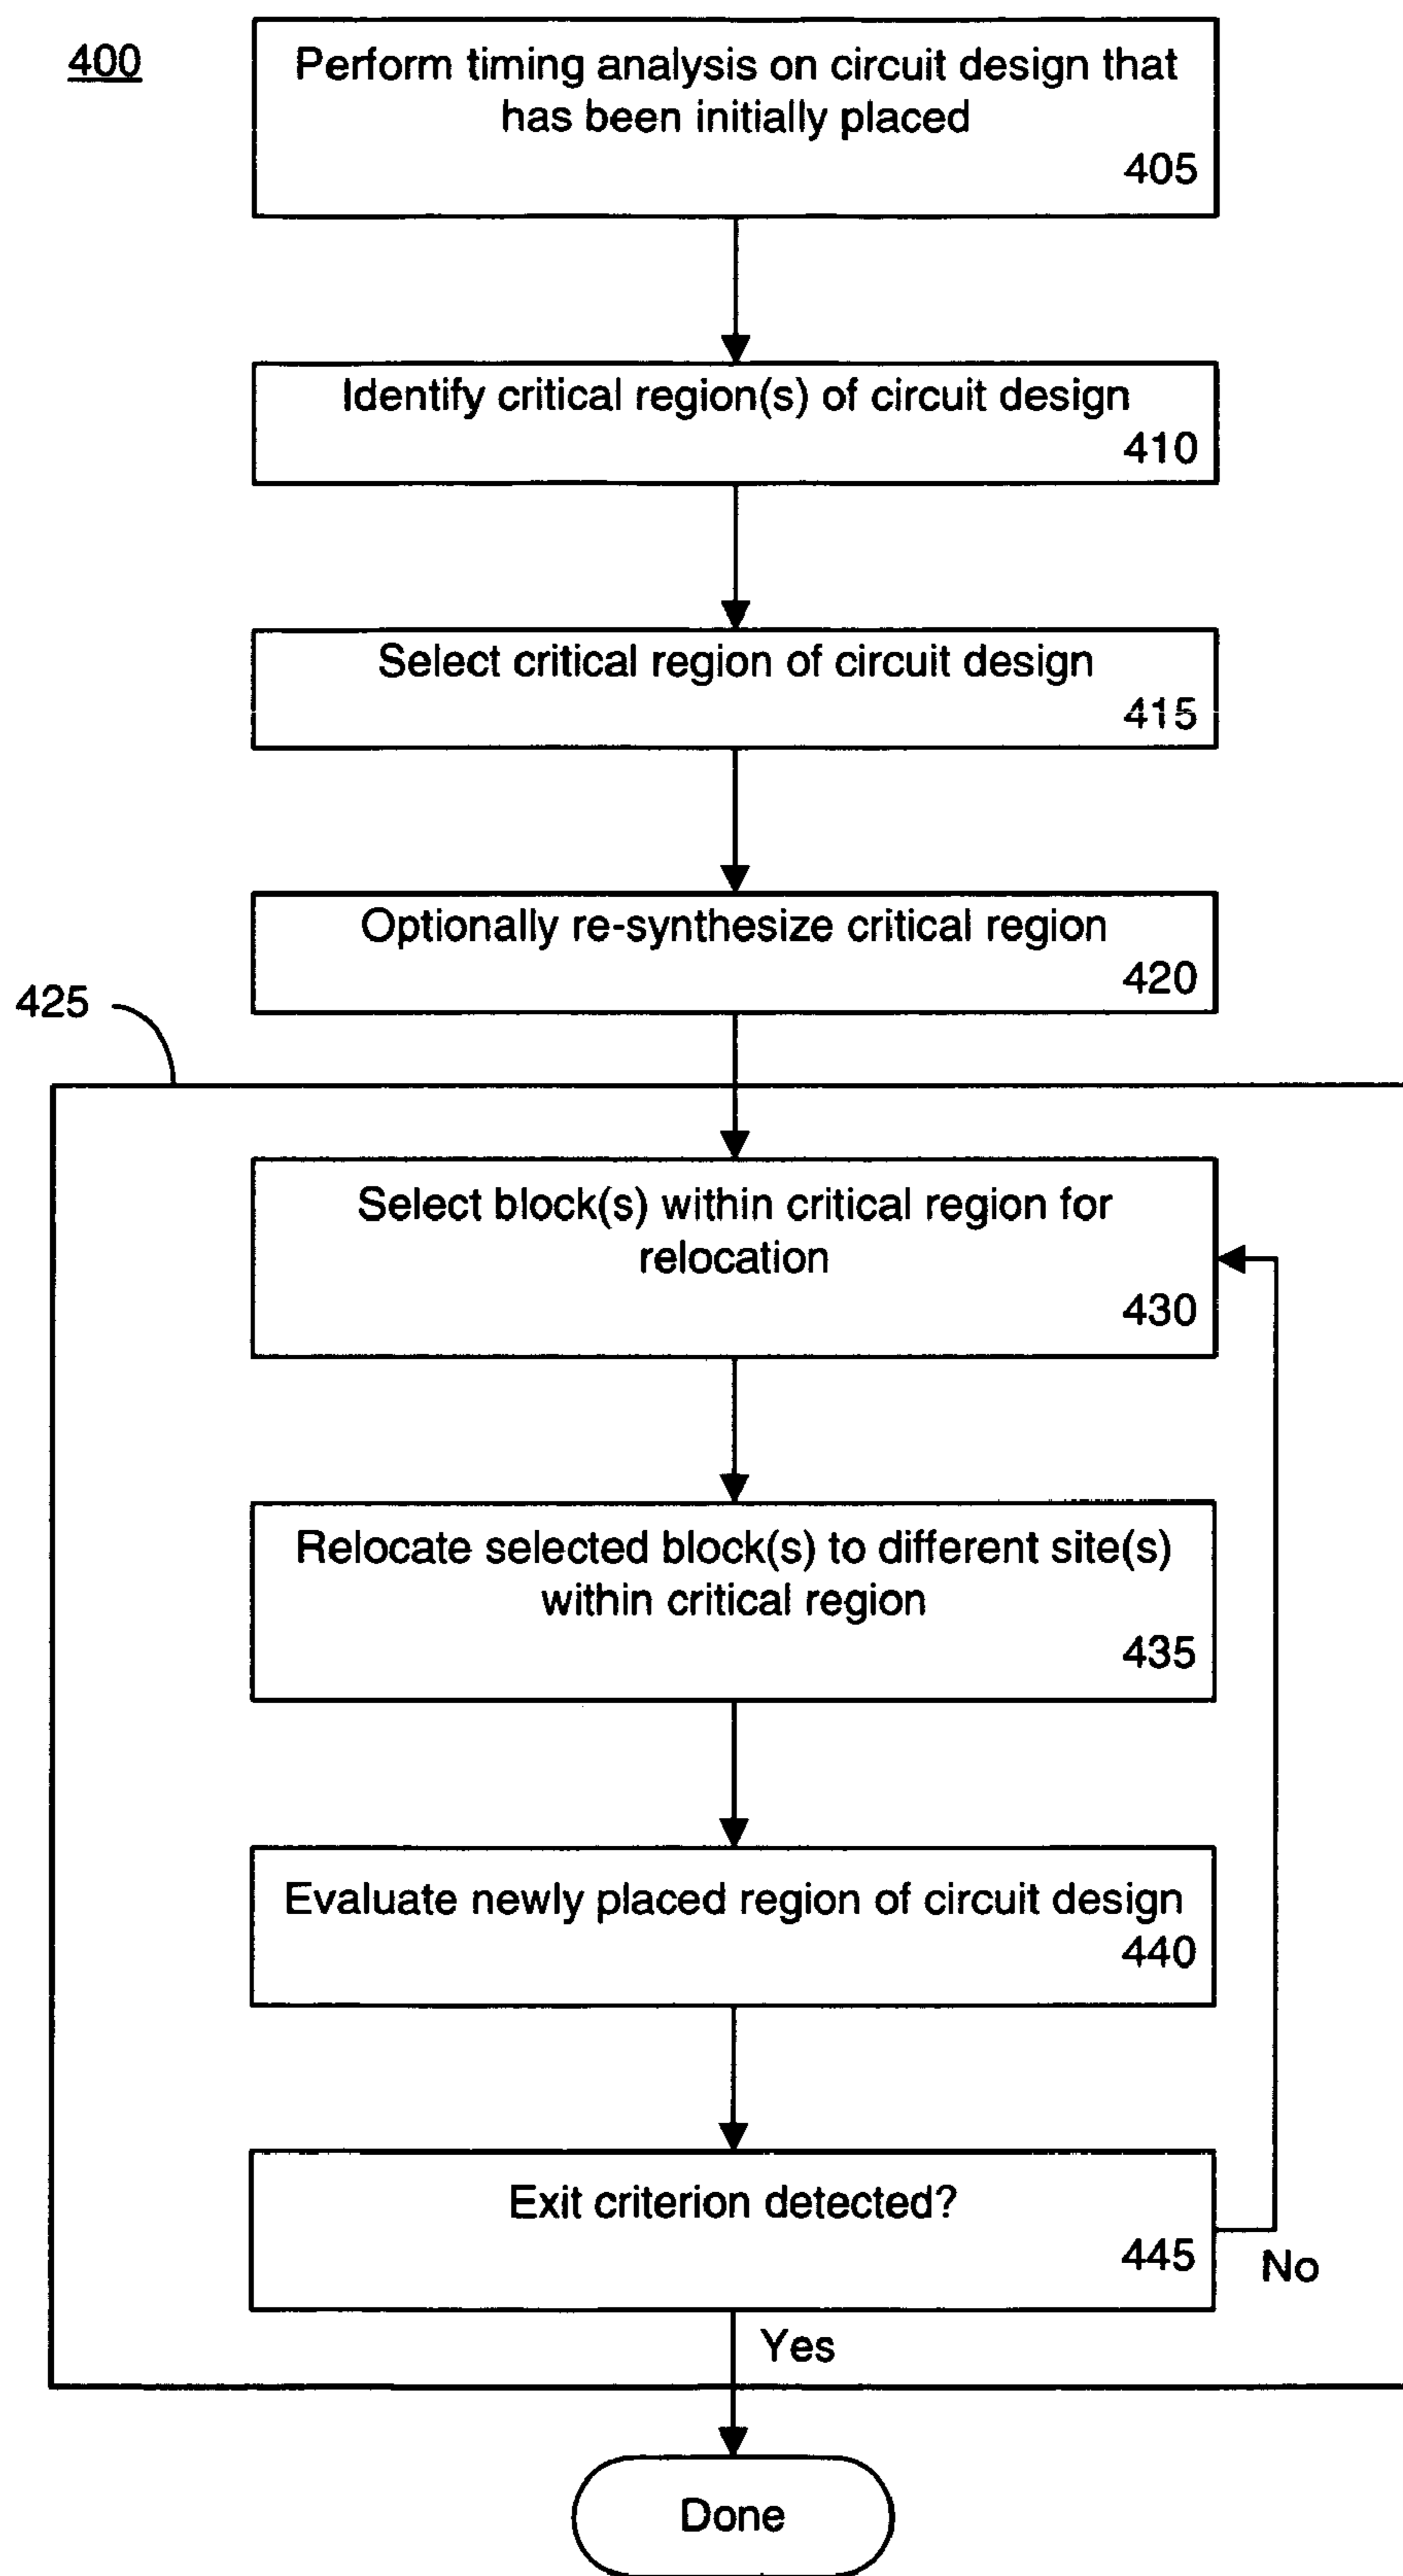 400
Perform timing analysis on circuit design that
has been initially placed
405
Identify critical region(s) of circuit design
410
Select critical region of circuit design
415
Optionally re-synthesize critical region
420
425
Select block(s) within critical region for
relocation
430
Relocate selected block(s) to different site(s)
within critical region
435
Evaluate newly placed region of circuit design
440
Exit criterion detected?
445
No
Yes
Done